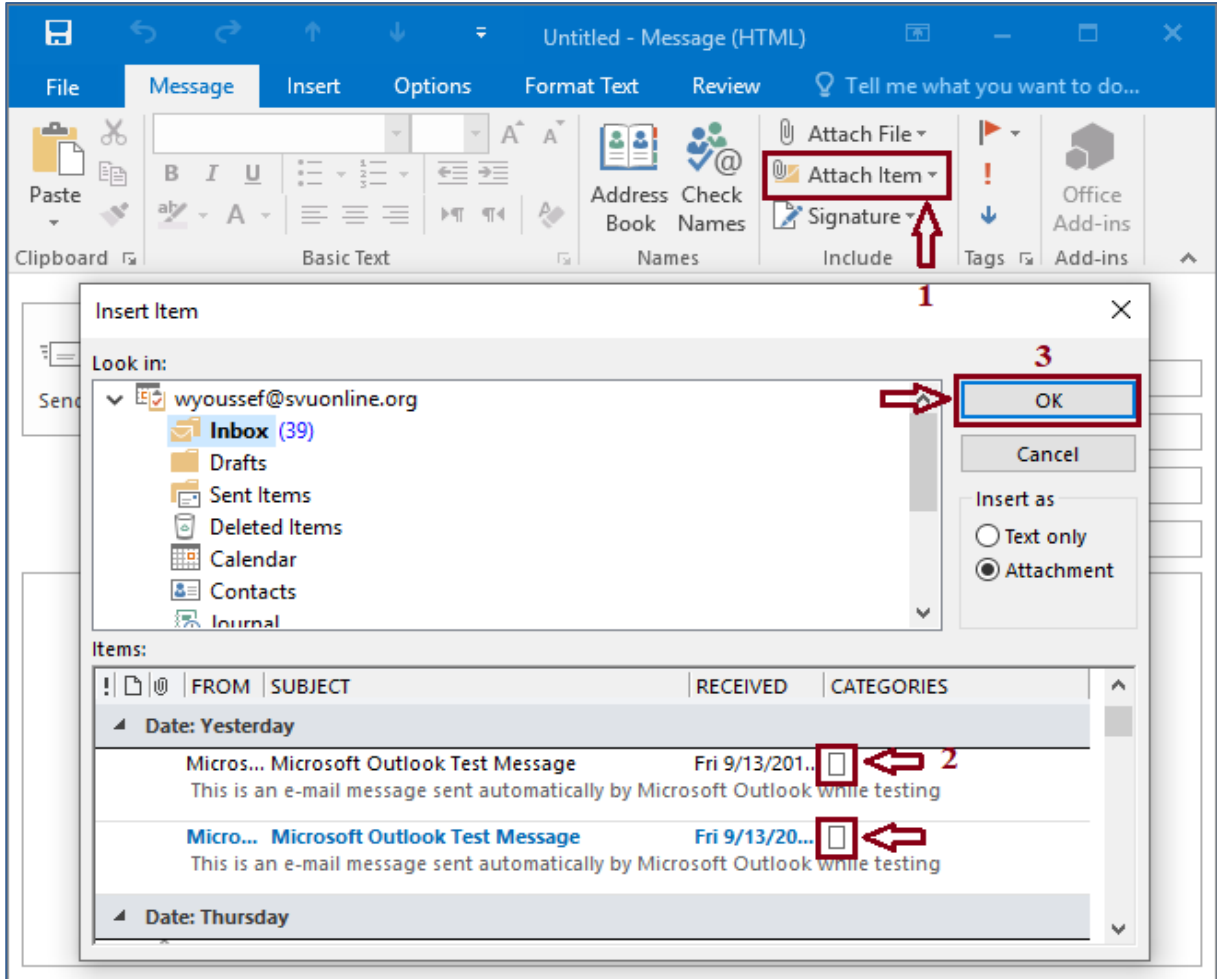 Untitled - Message (HTML)
File Message Insert Options Format Text Review Tell me what you want to do...
Paste
B I U
A A
Address Book
Check Names
Attach File
Attach Item
Signature
Office Add-ins
Clipboard Basic Text Names Include Tags Add-ins
1
Insert Item
Look in:
3
wyoussef@svuonline.org
OK
Inbox (39)
Cancel
Drafts
Sent Items
Insert as
Deleted Items
Text only
Calendar
Attachment
Contacts
Journal
Items:
! FROM SUBJECT RECEIVED CATEGORIES
Date: Yesterday
Micros... Microsoft Outlook Test Message Fri 9/13/201... 2
This is an e-mail message sent automatically by Microsoft Outlook while testing
Micro... Microsoft Outlook Test Message Fri 9/13/20...
This is an e-mail message sent automatically by Microsoft Outlook while testing
Date: Thursday